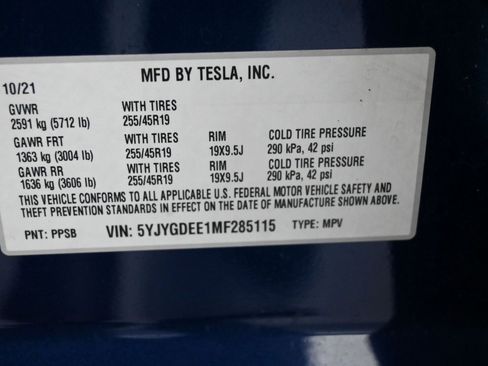 MFD BY TESLA, INC.
10/21
GVWR WITH TIRES
2591 kg (5712 lb) 255/45R19
GAWR FRT WITH TIRES RIM COLD TIRE PRESSURE
1363 kg (3004 lb) 255/45R19 19X9.5J 290 kPa, 42 psi
GAWR RR WITH TIRES RIM COLD TIRE PRESSURE
1636 kg (3606 lb) 255/45R19 19X9.5J 290 kPa, 42 psi
THIS VEHICLE CONFORMS TO ALL APPLICABLE U.S. FEDERAL MOTOR VEHICLE SAFETY AND
THEFT PREVENTION STANDARDS IN EFFECT ON THE DATE OF MANUFACTURE SHOWN ABOVE.
PNT: PPSB VIN: 5YJYGDEE1MF285115 TYPE: MPV